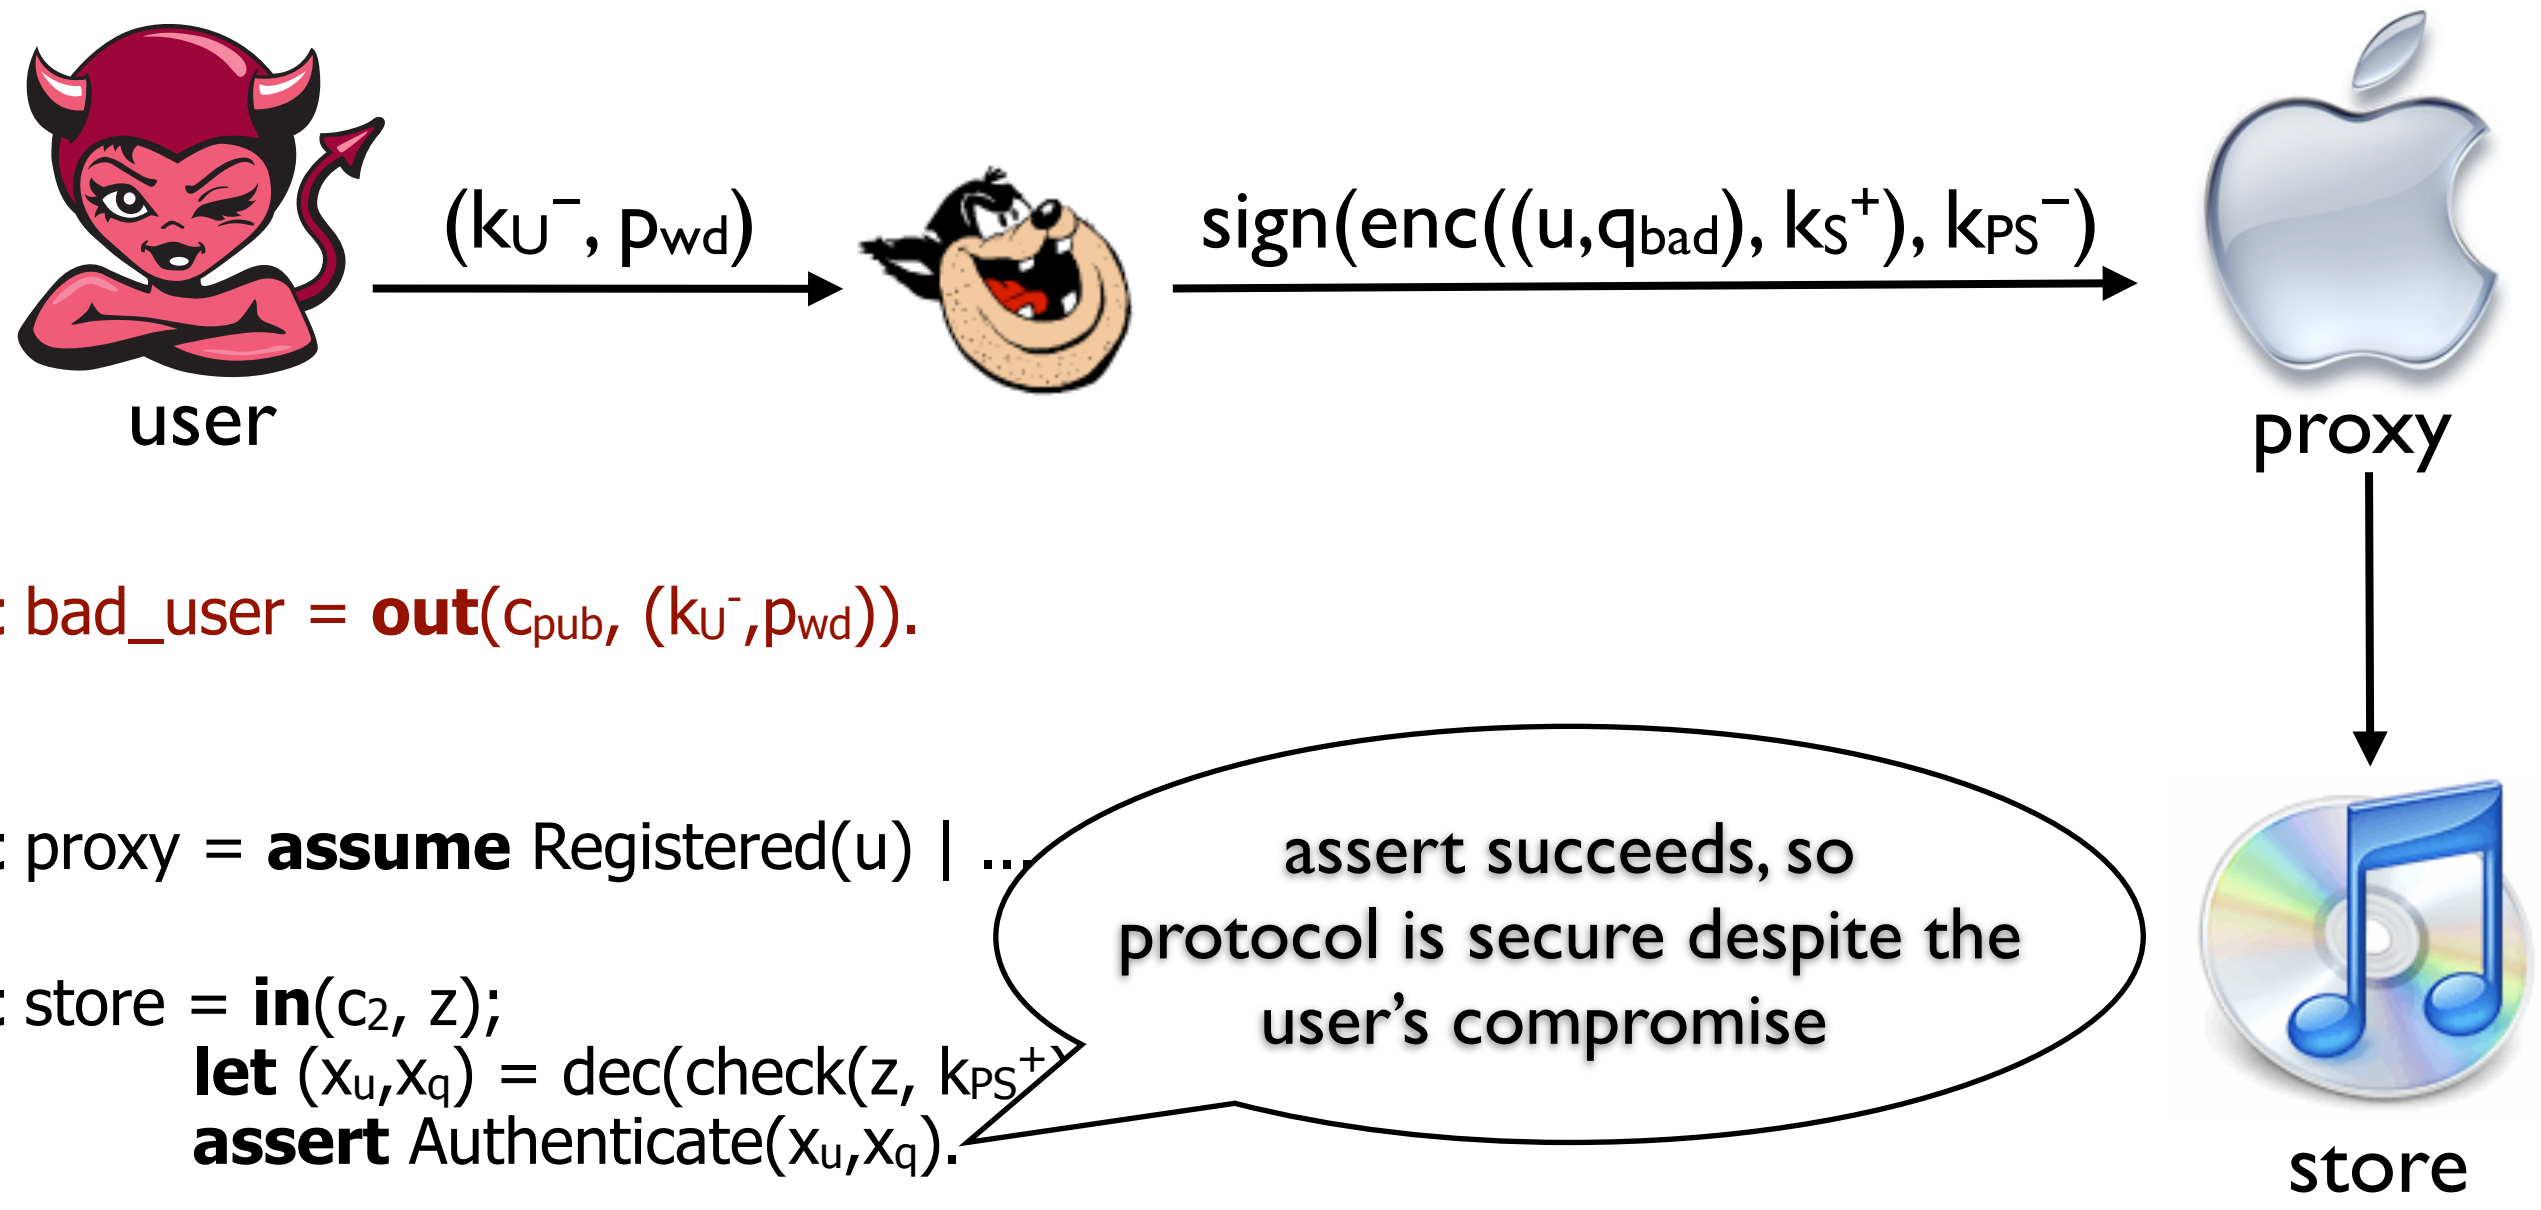 (kU⁻, pwd)
sign(enc((u,qbad), kS⁺), kPS⁻)
user
proxy
bad_user = out(cpub, (kU⁻,pwd)).
proxy = assume Registered(u) | ...
assert succeeds, so
protocol is secure despite the
user’s compromise
store = in(c₂, z);
let (xu,xq) = dec(check(z, kPS⁺)
assert Authenticate(xu,xq).
store